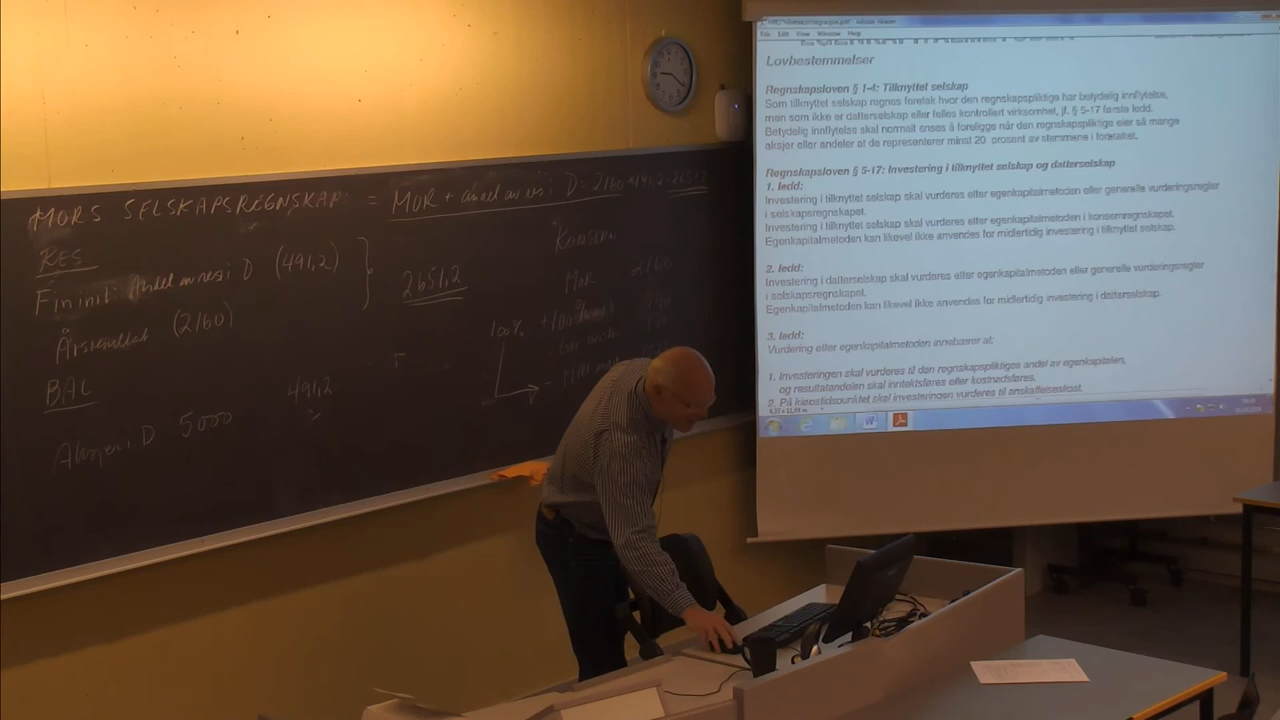 MORS SELSKAPSREGNSKAP = MOR + andel av res i D = 2160 + 491,2 = 2651,2
RES
Fininnt: Andel av res i D (491,2)
2651,2
Årsresultat (2160)
BAL
491,2
Aksjer i D 5000
KONSERN
MOR 2160
100%
File Edit View Window Help
Lovbestemmelser
Regnskapsloven § 1-4: Tilknyttet selskap
Som tilknyttet selskap regnes foretak hvor den regnskapspliktige har betydelig innflytelse,
men som ikke er datterselskap eller felles kontrollert virksomhet, jf. § 5-17 første ledd.
Betydelig innflytelse skal normalt anses å foreligge når den regnskapspliktige eier så mange
aksjer eller andeler at de representerer minst 20 prosent av stemmene i foretaket.
Regnskapsloven § 5-17: Investering i tilknyttet selskap og datterselskap
1. ledd:
Investering i tilknyttet selskap skal vurderes etter egenkapitalmetoden eller generelle vurderingsregler
i selskapsregnskapet.
Investering i tilknyttet selskap skal vurderes etter egenkapitalmetoden i konsernregnskapet.
Egenkapitalmetoden kan likevel ikke anvendes for midlertidig investering i tilknyttet selskap.
2. ledd:
Investering i datterselskap skal vurderes etter egenkapitalmetoden eller generelle vurderingsregler
i selskapsregnskapet.
Egenkapitalmetoden kan likevel ikke anvendes for midlertidig investering i datterselskap.
3. ledd:
Vurdering etter egenkapitalmetoden innebærer at:
1. Investeringen skal vurderes til den regnskapspliktiges andel av egenkapitalen,
og resultatandelen skal inntektsføres eller kostnadsføres,
2. På kjøpstidspunktet skal investeringen vurderes til anskaffelseskost.